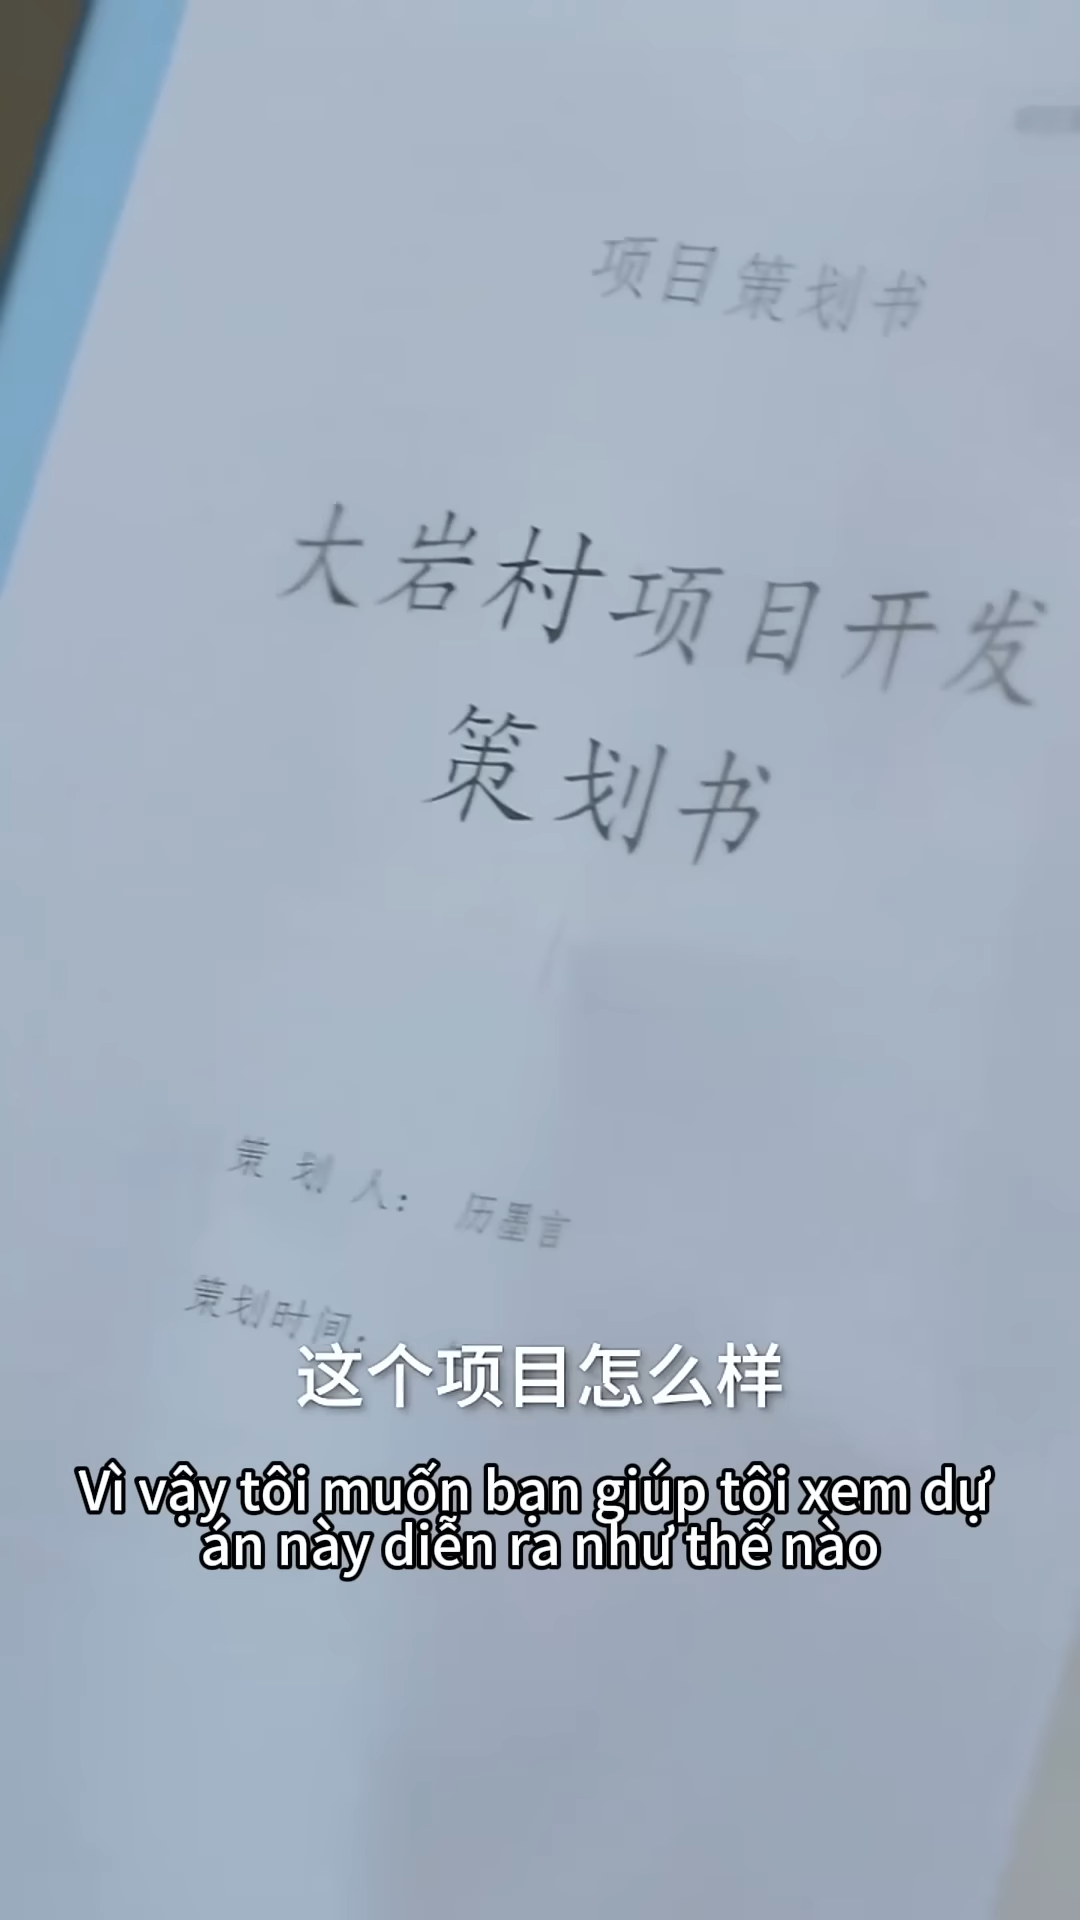 项目策划书
大岩村项目开发
策划书
策划人： 历墨言
策划时间：
这个项目怎么样
Vì vậy tôi muốn bạn giúp tôi xem dự
án này diễn ra như thế nào